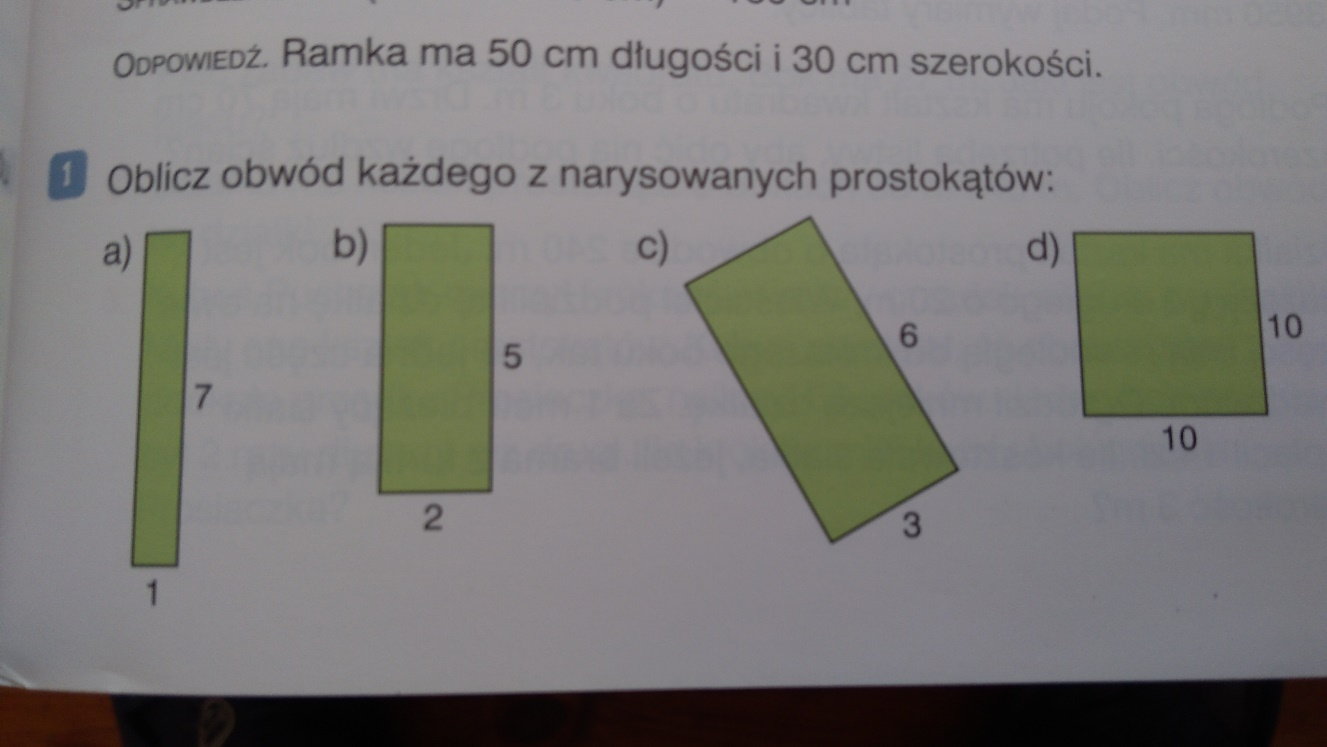 ODPOWIEDŹ. Ramka ma 50 cm długości i 30 cm szerokości.
1 Oblicz obwód każdego z narysowanych prostokątów:
a) 7 1
b) 5 2
c) 6 3
d) 10 10